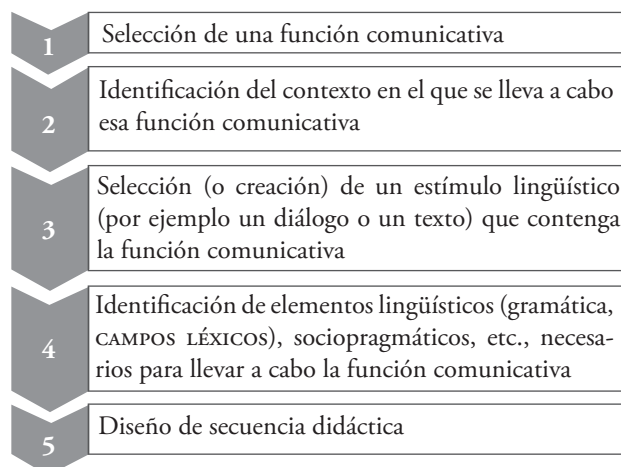 1 Selección de una función comunicativa
Identificación del contexto en el que se lleva a cabo
2
esa función comunicativa
Selección (o creación) de un estímulo lingüístico
3 (por ejemplo un diálogo o un texto) que contenga
la función comunicativa
Identificación de elementos lingüísticos (gramática,
4 CAMPOS LÉXICOS), sociopragmáticos, etc., necesa-
rios para llevar a cabo la función comunicativa
5 Diseño de secuencia didáctica